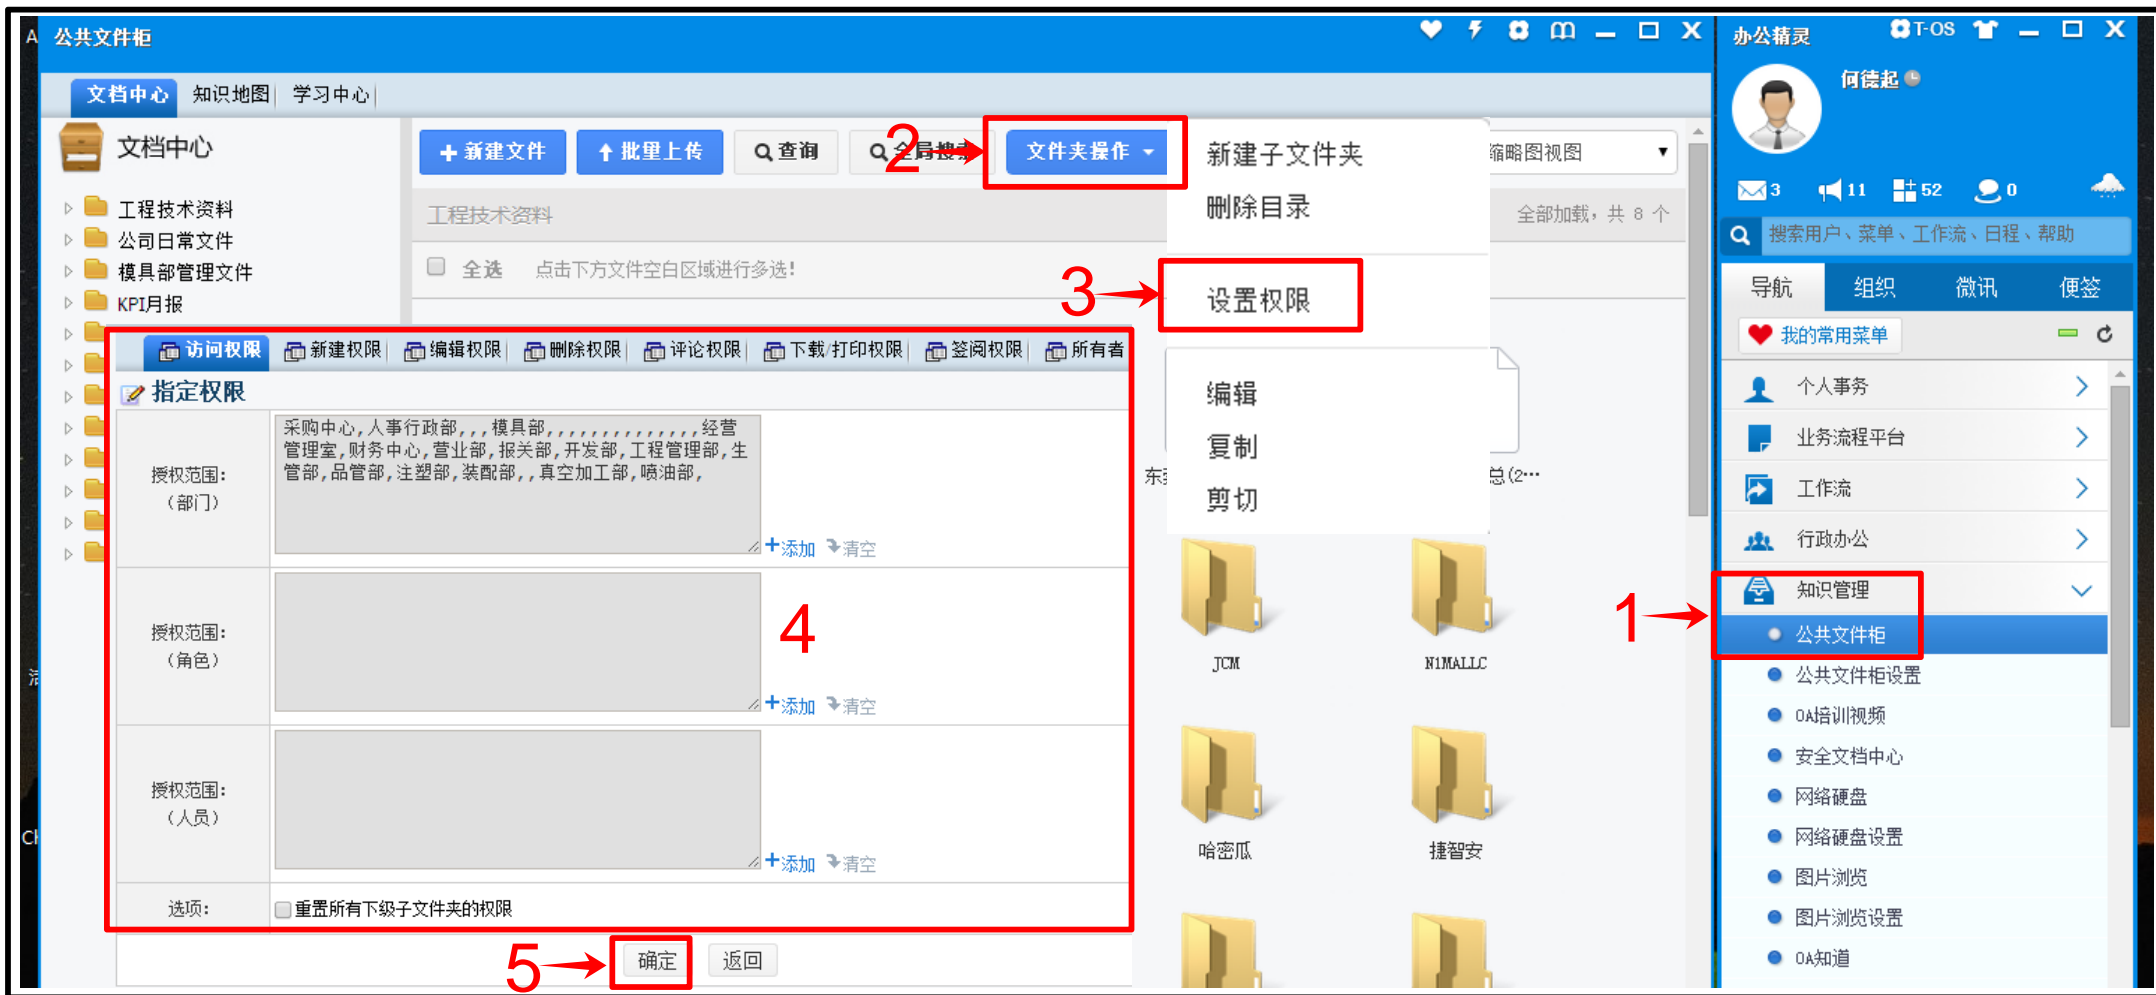 公共文件柜
文档中心 知识地图 学习中心
文档中心
新建文件 批里上传 查询 文件夹操作
2
工程技术资料
公司日常文件
模具部管理文件
KPI月报
工程技术资料
全部加载，共 8 个
全选 点击下方文件空白区域进行多选!
新建子文件夹
删除目录
3
设置权限
编辑
复制
剪切
缩略图视图
访问权限 新建权限 编辑权限 删除权限 评论权限 下载/打印权限 签阅权限 所有者
指定权限
授权范围:
（部门）
采购中心,人事行政部,,,模具部,,,,,,,,,,,,,,经营
管理室,财务中心,营业部,报关部,开发部,工程管理部,生
管部,品管部,注塑部,装配部,,真空加工部,喷油部,
添加 清空
授权范围:
（角色）
4
添加 清空
授权范围:
（人员）
添加 清空
选项:
重置所有下级子文件夹的权限
5
确定 返回
总(2…
JCM
N1MALLC
哈密瓜
捷智安
办公精灵 T-OS
何德起
3 11 52 0
搜索用户、菜单、工作流、日程、帮助
导航 组织 微讯 便签
我的常用菜单
个人事务
业务流程平台
工作流
行政办公
1
知识管理
公共文件柜
公共文件柜设置
OA培训视频
安全文档中心
网络硬盘
网络硬盘设置
图片浏览
图片浏览设置
OA知道